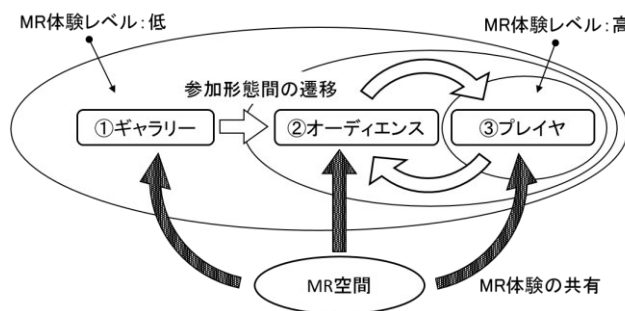 MR体験レベル:低
MR体験レベル:高
参加形態間の遷移
①ギャラリー
②オーディエンス
③プレイヤ
MR空間
MR体験の共有